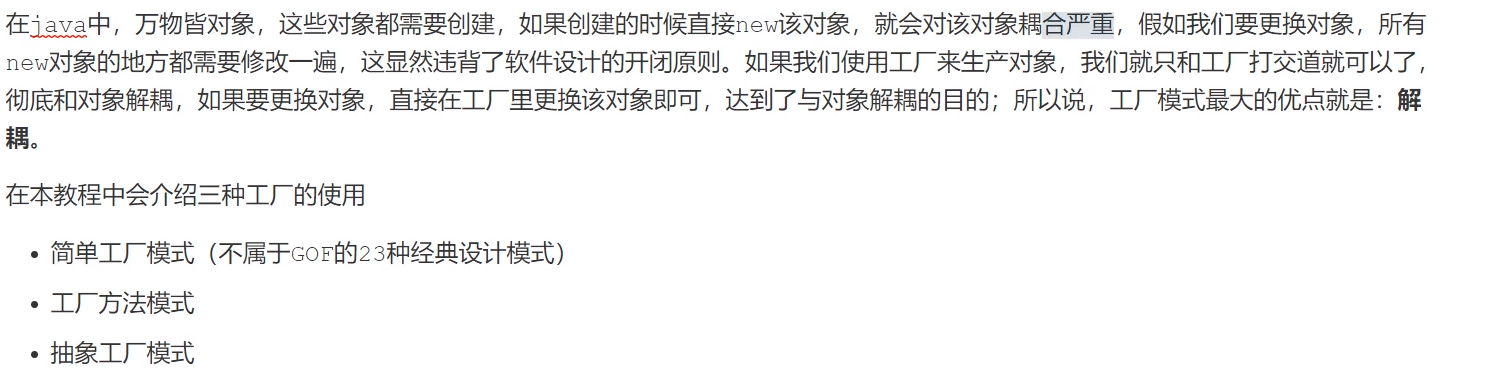 在java中，万物皆对象，这些对象都需要创建，如果创建的时候直接new该对象，就会对该对象耦合严重，假如我们要更换对象，所有
new对象的地方都需要修改一遍，这显然违背了软件设计的开闭原则。如果我们使用工厂来生产对象，我们就只和工厂打交道就可以了，
彻底和对象解耦，如果要更换对象，直接在工厂里更换该对象即可，达到了与对象解耦的目的；所以说，工厂模式最大的优点就是：解
耦。
在本教程中会介绍三种工厂的使用
• 简单工厂模式（不属于GOF的23种经典设计模式）
• 工厂方法模式
• 抽象工厂模式